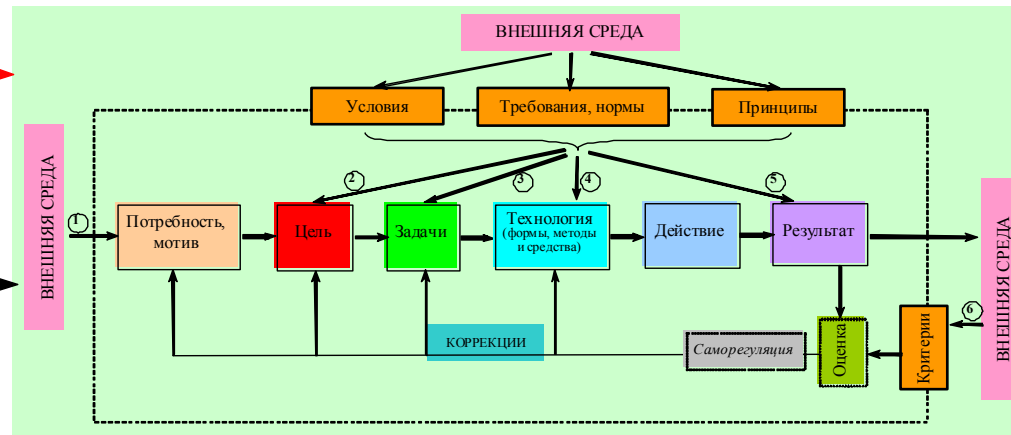 ВНЕШНЯЯ СРЕДА
Условия
Требования, нормы
Принципы
ВНЕШНЯЯ СРЕДА
1
2
3
4
5
Потребность,
мотив
Цель
Задачи
Технология
(формы, методы
и средства)
Действие
Результат
ВНЕШНЯЯ СРЕДА
6
КОРРЕКЦИИ
Саморегуляция
Оценка
Критерии